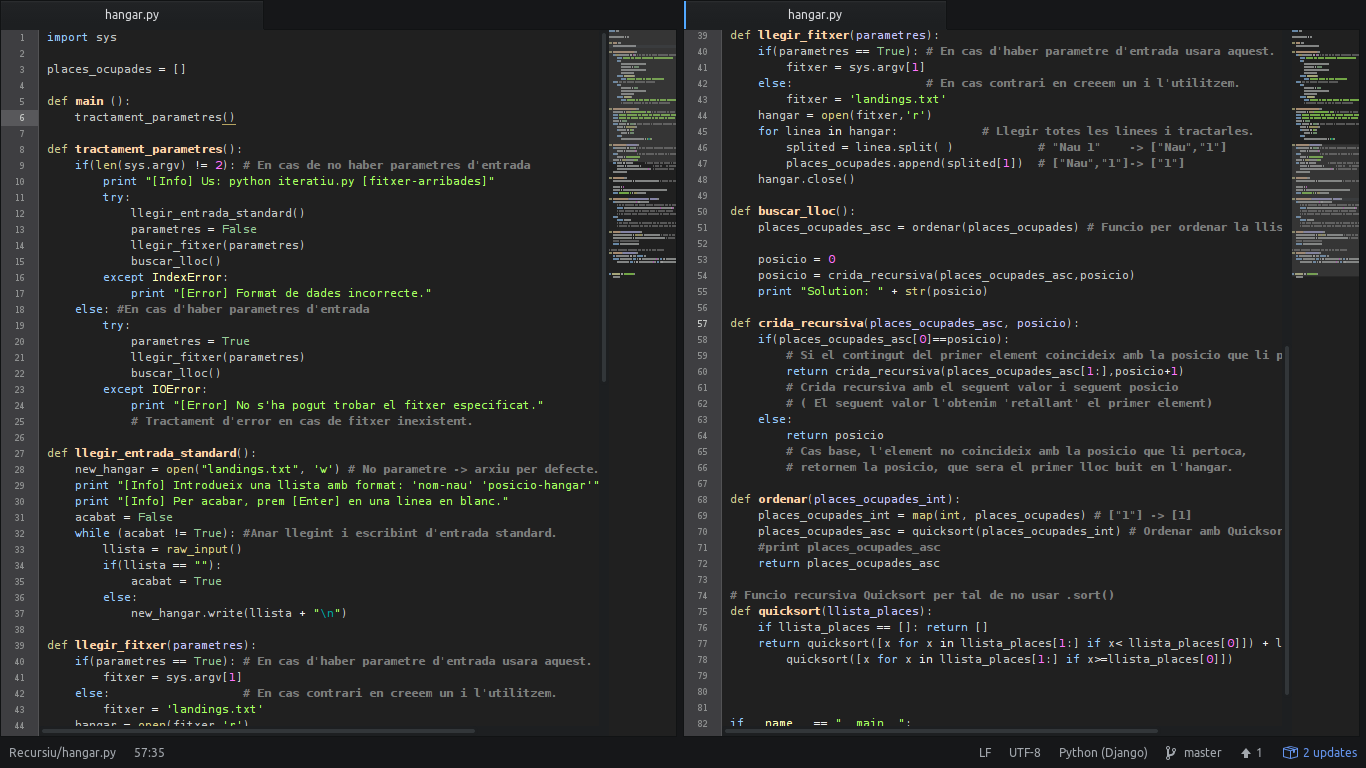 hangar.py
1 import sys
2
3 places_ocupades = []
4
5 def main ():
6 tractament_parametres()
7
8 def tractament_parametres():
9 if(len(sys.argv) != 2): # En cas de no haber parametres d'entrada
10 print "[Info] Us: python iteratiu.py [fitxer-arribades]"
11 try:
12 llegir_entrada_standard()
13 parametres = False
14 llegir_fitxer(parametres)
15 buscar_lloc()
16 except IndexError:
17 print "[Error] Format de dades incorrecte."
18 else: #En cas d'haber parametres d'entrada
19 try:
20 parametres = True
21 llegir_fitxer(parametres)
22 buscar_lloc()
23 except IOError:
24 print "[Error] No s'ha pogut trobar el fitxer especificat."
25 # Tractament d'error en cas de fitxer inexistent.
26
27 def llegir_entrada_standard():
28 new_hangar = open("landings.txt", 'w') # No parametre -> arxiu per defecte.
29 print "[Info] Introdueix una llista amb format: 'nom-nau' 'posicio-hangar'"
30 print "[Info] Per acabar, prem [Enter] en una linea en blanc."
31 acabat = False
32 while (acabat != True): #Anar llegint i escribint d'entrada standard.
33 llista = raw_input()
34 if(llista == ""):
35 acabat = True
36 else:
37 new_hangar.write(llista + "\n")
38
39 def llegir_fitxer(parametres):
40 if(parametres == True): # En cas d'haber parametre d'entrada usara aquest.
41 fitxer = sys.argv[1]
42 else: # En cas contrari en creeem un i l'utilitzem.
43 fitxer = 'landings.txt'
44 hangar = open(fitxer,'r')
hangar.py
39 def llegir_fitxer(parametres):
40 if(parametres == True): # En cas d'haber parametre d'entrada usara aquest.
41 fitxer = sys.argv[1]
42 else: # En cas contrari en creeem un i l'utilitzem.
43 fitxer = 'landings.txt'
44 hangar = open(fitxer,'r')
45 for linea in hangar: # Llegir totes les linees i tractarles.
46 splited = linea.split( ) # "Nau 1" -> ["Nau","1"]
47 places_ocupades.append(splited[1]) # ["Nau","1"]-> ["1"]
48 hangar.close()
49
50 def buscar_lloc():
51 places_ocupades_asc = ordenar(places_ocupades) # Funcio per ordenar la llis
52
53 posicio = 0
54 posicio = crida_recursiva(places_ocupades_asc,posicio)
55 print "Solution: " + str(posicio)
56
57 def crida_recursiva(places_ocupades_asc, posicio):
58 if(places_ocupades_asc[0]==posicio):
59 # Si el contingut del primer element coincideix amb la posicio que li p
60 return crida_recursiva(places_ocupades_asc[1:],posicio+1)
61 # Crida recursiva amb el seguent valor i seguent posicio
62 # ( El seguent valor l'obtenim 'retallant' el primer element)
63 else:
64 return posicio
65 # Cas base, l'element no coincideix amb la posicio que li pertoca,
66 # retornem la posicio, que sera el primer lloc buit en l'hangar.
67
68 def ordenar(places_ocupades_int):
69 places_ocupades_int = map(int, places_ocupades) # ["1"] -> [1]
70 places_ocupades_asc = quicksort(places_ocupades_int) # Ordenar amb Quicksor
71 #print places_ocupades_asc
72 return places_ocupades_asc
73
74 # Funcio recursiva Quicksort per tal de no usar .sort()
75 def quicksort(llista_places):
76 if llista_places == []: return []
77 return quicksort([x for x in llista_places[1:] if x< llista_places[0]]) + l
78 quicksort([x for x in llista_places[1:] if x>=llista_places[0]])
79
80
81
82 if __name__ == "__main__":
Recursiu/hangar.py 57:35 LF UTF-8 Python (Django) master 1 2 updates